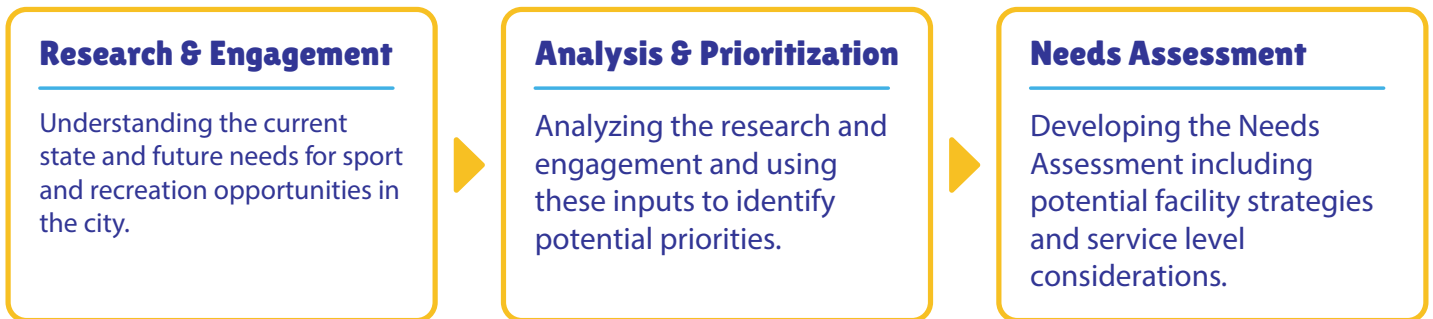 Research & Engagement
Understanding the current
state and future needs for sport
and recreation opportunities in
the city.
Analysis & Prioritization
Analyzing the research and
engagement and using
these inputs to identify
potential priorities.
Needs Assessment
Developing the Needs
Assessment including
potential facility strategies
and service level
considerations.